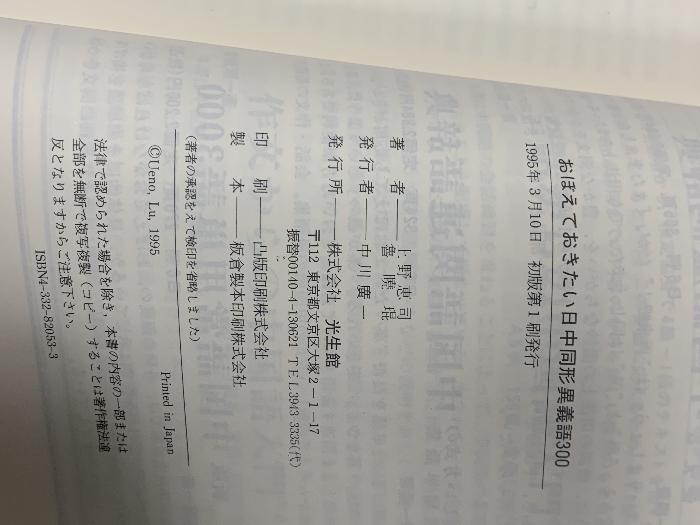 おぼえておきたい日中同形異義語300
1995年3月10日　初版第1刷発行
著　者――上野恵司
魯　暁　琨
発行者――中川廣一
発行所――株式会社　光生館
〒112　東京都文京区大塚2－1－17
振替00140-4-130621　TEL3943-3335(代)
印　刷――凸版印刷株式会社
製　本――板倉製本印刷株式会社
(著者の承認をえて検印を省略しました)
©Ueno, Lu, 1995
Printed in Japan
法律で認められた場合を除き，本書の内容の一部または
全部を無断で複写複製（コピー）することは著作権法違
反となりますからご注意下さい。
ISBN4-332-82053-3